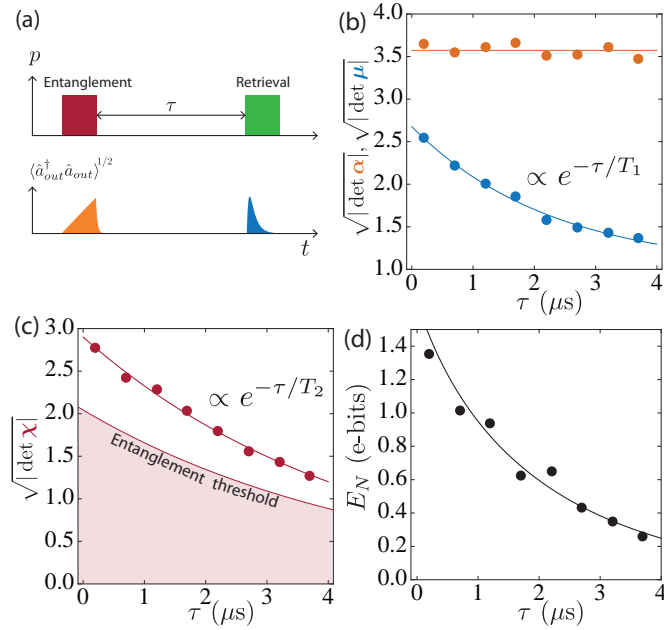 (a)
p
Entanglement
Retrieval
τ
⟨â†_out â_out⟩^1/2
t
(b)
√|det α|, √|det μ|
4.0
3.5
3.0
2.5
2.0
1.5
1.0
∝ e^−τ/T₁
0 1 2 3 4
τ (μs)
(c)
√|det χ|
3.0
2.5
2.0
1.5
1.0
0.5
0.0
∝ e^−τ/T₂
Entanglement threshold
0 1 2 3 4
τ (μs)
(d)
E_N (e-bits)
1.4
1.2
1.0
0.8
0.6
0.4
0.2
0.0
0 1 2 3 4
τ (μs)